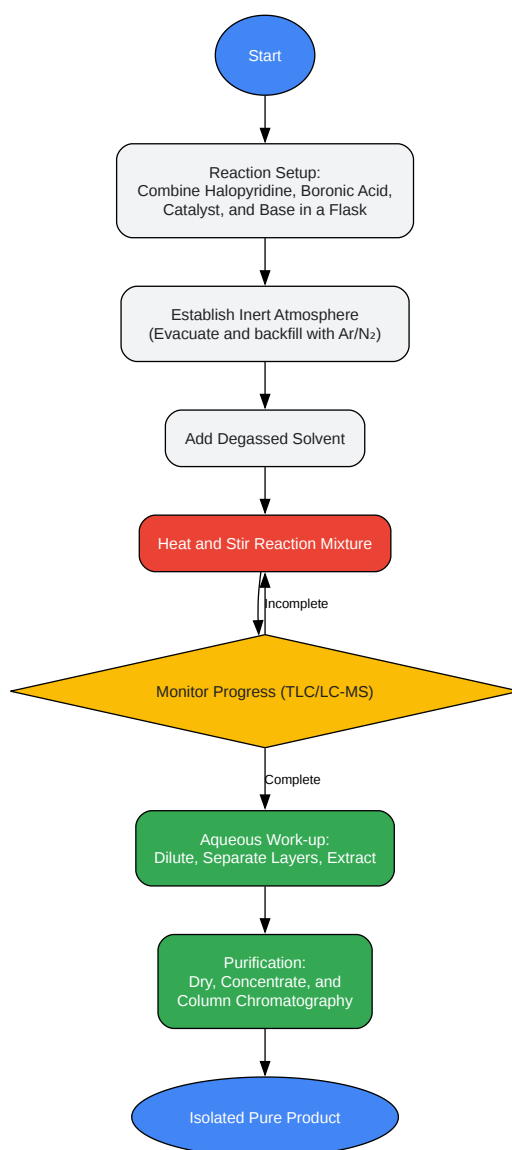 Start
Reaction Setup:
Combine Halopyridine, Boronic Acid,
Catalyst, and Base in a Flask
Establish Inert Atmosphere
(Evacuate and backfill with Ar/N₂)
Add Degassed Solvent
Heat and Stir Reaction Mixture
Incomplete
Monitor Progress (TLC/LC-MS)
Complete
Aqueous Work-up:
Dilute, Separate Layers, Extract
Purification:
Dry, Concentrate, and
Column Chromatography
Isolated Pure Product